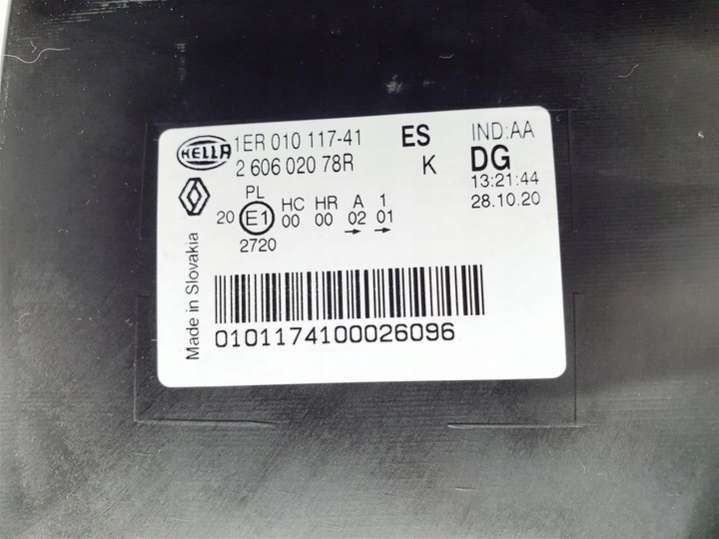 HELLA 1ER 010 117-41 ES IND:AA
2 606 020 78R K DG
13:21:44
28.10.20
PL HC HR A 1
20 E1 00 00 02 01
2720
Made in Slovakia
0101174100026096